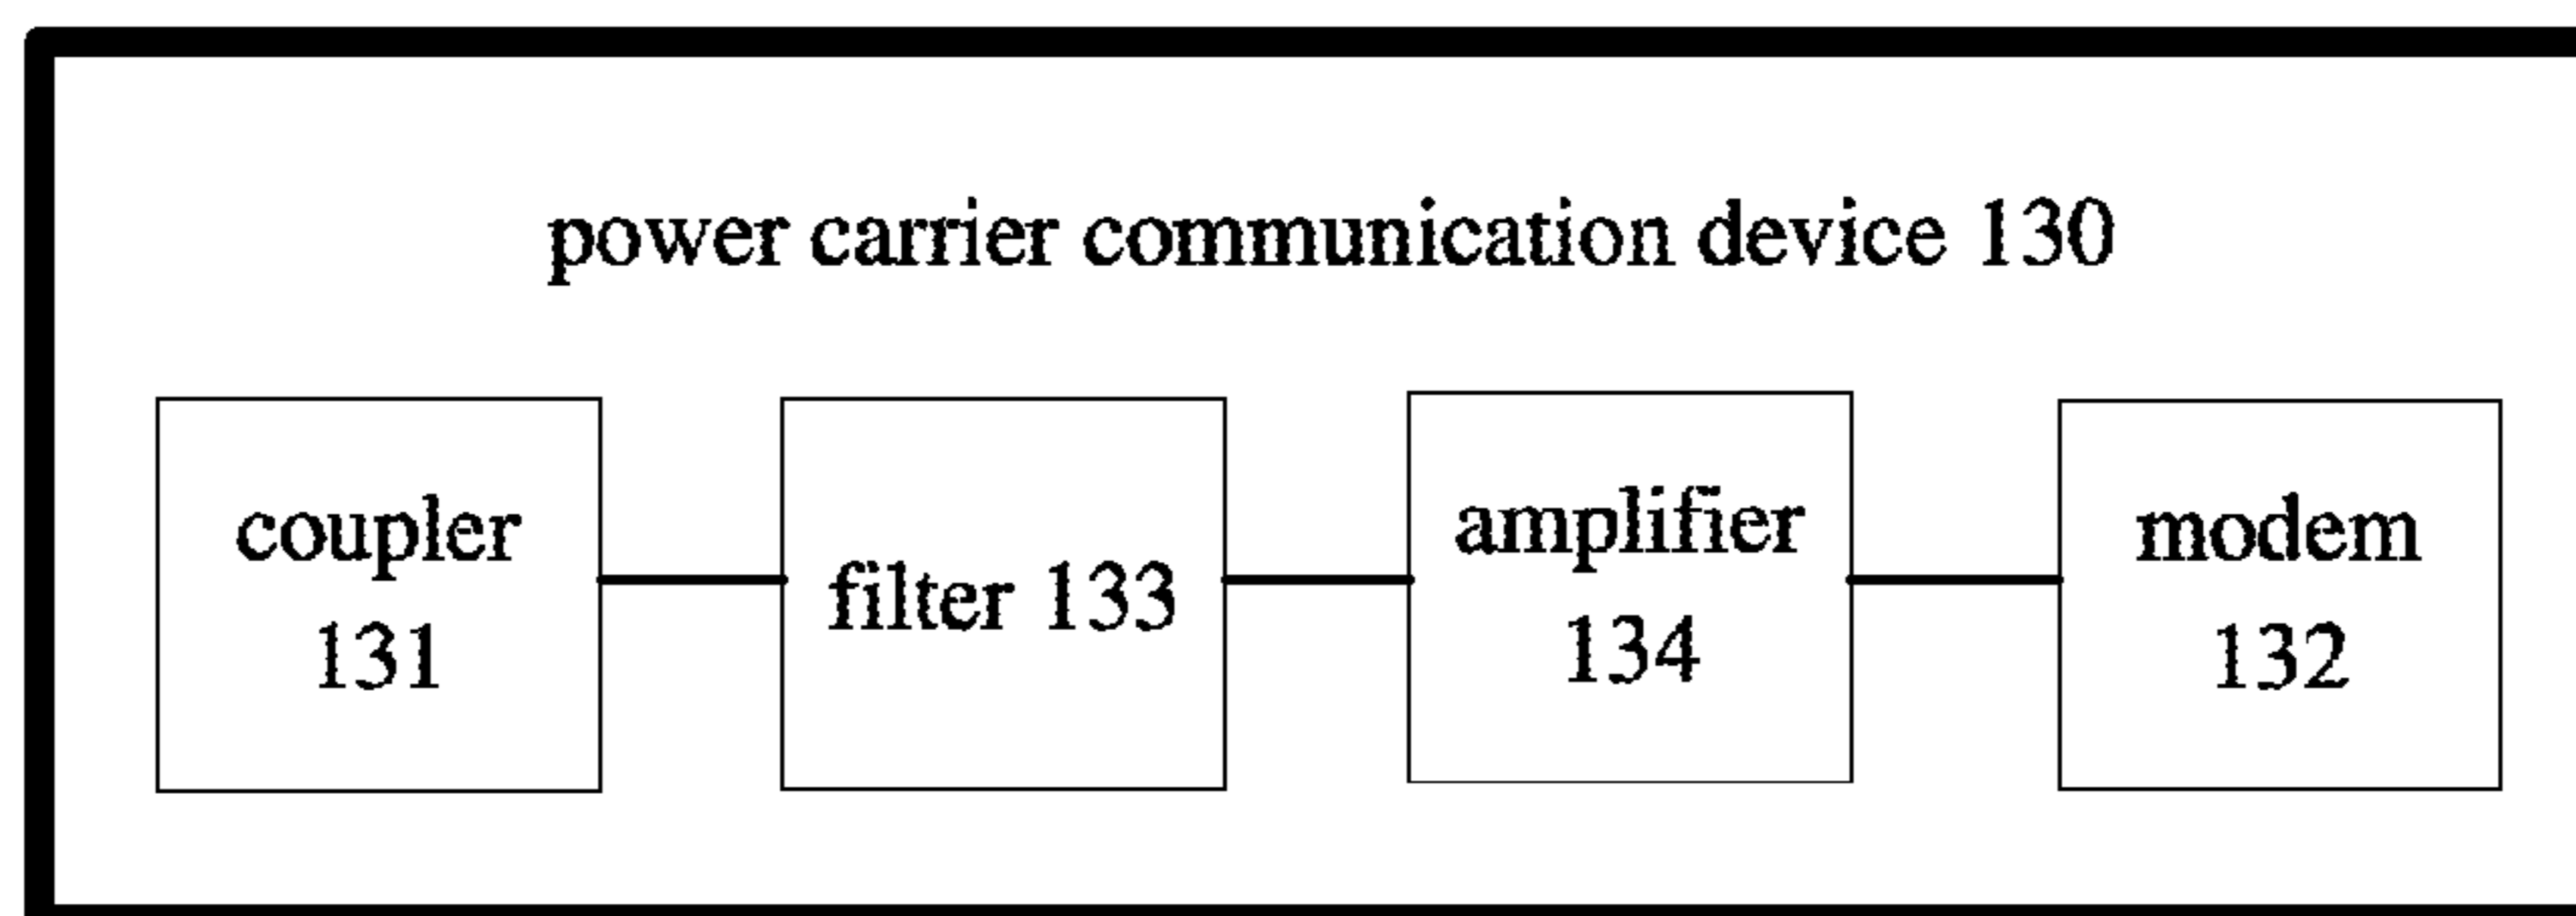 power carrier communication device 130
coupler
131
filter 133
amplifier
134
modem
132